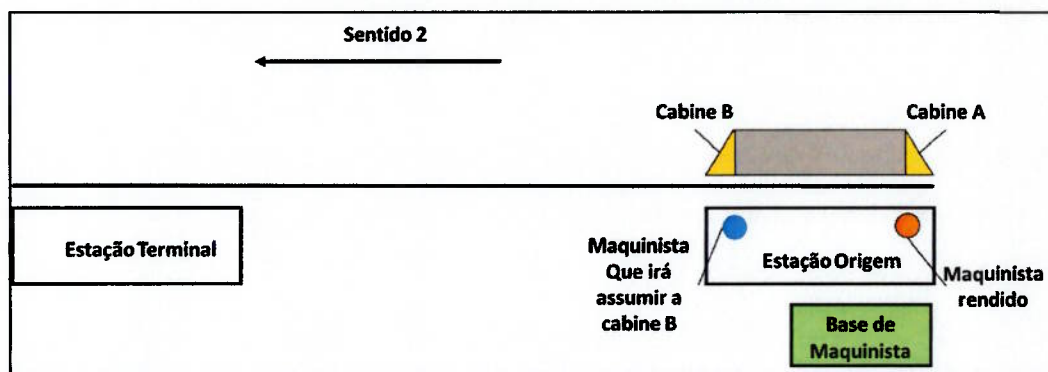 Sentido 2
Cabine B
Cabine A
Estação Terminal
Maquinista
Que irá
assumir a
cabine B
Estação Origem
Maquinista
rendido
Base de
Maquinista